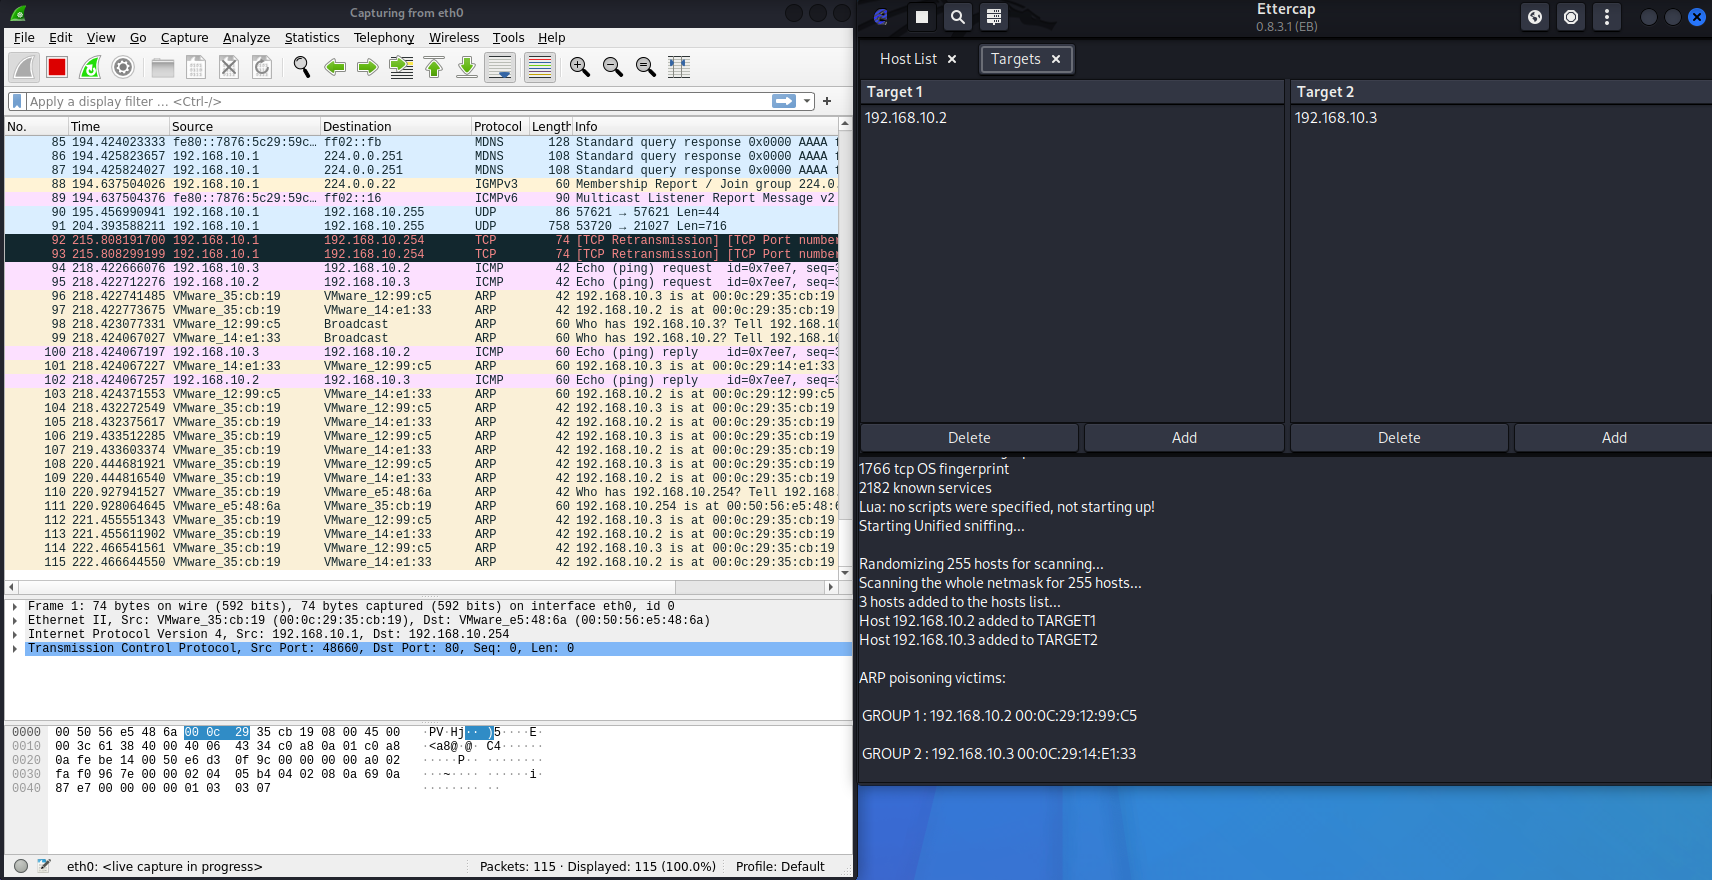 Capturing from eth0
File Edit View Go Capture Analyze Statistics Telephony Wireless Tools Help
Apply a display filter ... <Ctrl-/>
No. Time Source Destination Protocol Length Info
85 194.424023333 fe80::7876:5c29:59c… ff02::fb MDNS 128 Standard query response 0x0000 AAAA f
86 194.425823657 192.168.10.1 224.0.0.251 MDNS 108 Standard query response 0x0000 AAAA f
87 194.425824027 192.168.10.1 224.0.0.251 MDNS 108 Standard query response 0x0000 AAAA f
88 194.637504026 192.168.10.1 224.0.0.22 IGMPv3 60 Membership Report / Join group 224.0.
89 194.637504376 fe80::7876:5c29:59c… ff02::16 ICMPv6 90 Multicast Listener Report Message v2
90 195.456990941 192.168.10.1 192.168.10.255 UDP 86 57621 → 57621 Len=44
91 204.393588211 192.168.10.1 192.168.10.255 UDP 758 53720 → 21027 Len=716
92 215.808191700 192.168.10.1 192.168.10.254 TCP 74 [TCP Retransmission] [TCP Port number
93 215.808299199 192.168.10.1 192.168.10.254 TCP 74 [TCP Retransmission] [TCP Port number
94 218.422666076 192.168.10.3 192.168.10.2 ICMP 42 Echo (ping) request id=0x7ee7, seq=3
95 218.422712276 192.168.10.2 192.168.10.3 ICMP 42 Echo (ping) request id=0x7ee7, seq=3
96 218.422741485 VMware_35:cb:19 VMware_12:99:c5 ARP 42 192.168.10.3 is at 00:0c:29:35:cb:19
97 218.422773675 VMware_35:cb:19 VMware_14:e1:33 ARP 42 192.168.10.2 is at 00:0c:29:35:cb:19
98 218.423077331 VMware_12:99:c5 Broadcast ARP 60 Who has 192.168.10.3? Tell 192.168.10
99 218.424067027 VMware_14:e1:33 Broadcast ARP 60 Who has 192.168.10.2? Tell 192.168.10
100 218.424067197 192.168.10.3 192.168.10.2 ICMP 60 Echo (ping) reply id=0x7ee7, seq=3
101 218.424067227 VMware_14:e1:33 VMware_12:99:c5 ARP 60 192.168.10.3 is at 00:0c:29:14:e1:33
102 218.424067257 192.168.10.2 192.168.10.3 ICMP 60 Echo (ping) reply id=0x7ee7, seq=3
103 218.424371553 VMware_12:99:c5 VMware_14:e1:33 ARP 60 192.168.10.2 is at 00:0c:29:12:99:c5
104 218.432272549 VMware_35:cb:19 VMware_12:99:c5 ARP 42 192.168.10.3 is at 00:0c:29:35:cb:19
105 218.432375617 VMware_35:cb:19 VMware_14:e1:33 ARP 42 192.168.10.2 is at 00:0c:29:35:cb:19
106 219.433512285 VMware_35:cb:19 VMware_12:99:c5 ARP 42 192.168.10.3 is at 00:0c:29:35:cb:19
107 219.433603374 VMware_35:cb:19 VMware_14:e1:33 ARP 42 192.168.10.2 is at 00:0c:29:35:cb:19
108 220.444681921 VMware_35:cb:19 VMware_12:99:c5 ARP 42 192.168.10.3 is at 00:0c:29:35:cb:19
109 220.444816540 VMware_35:cb:19 VMware_14:e1:33 ARP 42 192.168.10.2 is at 00:0c:29:35:cb:19
110 220.927941527 VMware_35:cb:19 VMware_e5:48:6a ARP 42 Who has 192.168.10.254? Tell 192.168.
111 220.928064645 VMware_e5:48:6a VMware_35:cb:19 ARP 60 192.168.10.254 is at 00:50:56:e5:48:6
112 221.455551343 VMware_35:cb:19 VMware_12:99:c5 ARP 42 192.168.10.3 is at 00:0c:29:35:cb:19
113 221.455611902 VMware_35:cb:19 VMware_14:e1:33 ARP 42 192.168.10.2 is at 00:0c:29:35:cb:19
114 222.466541561 VMware_35:cb:19 VMware_12:99:c5 ARP 42 192.168.10.3 is at 00:0c:29:35:cb:19
115 222.466644550 VMware_35:cb:19 VMware_14:e1:33 ARP 42 192.168.10.2 is at 00:0c:29:35:cb:19
Frame 1: 74 bytes on wire (592 bits), 74 bytes captured (592 bits) on interface eth0, id 0
Ethernet II, Src: VMware_35:cb:19 (00:0c:29:35:cb:19), Dst: VMware_e5:48:6a (00:50:56:e5:48:6a)
Internet Protocol Version 4, Src: 192.168.10.1, Dst: 192.168.10.254
Transmission Control Protocol, Src Port: 48660, Dst Port: 80, Seq: 0, Len: 0
0000 00 50 56 e5 48 6a 00 0c 29 35 cb 19 08 00 45 00 ·PV·Hj·· )5····E·
0010 00 3c 61 38 40 00 40 06 43 34 c0 a8 0a 01 c0 a8 ·<a8@·@· C4······
0020 0a fe be 14 00 50 e6 d3 0f 9c 00 00 00 00 a0 02 ·····P·· ········
0030 fa f0 96 7e 00 00 02 04 05 b4 04 02 08 0a 69 0a ···~···· ······i·
0040 87 e7 00 00 00 00 01 03 03 07 ········ ··
eth0: <live capture in progress> Packets: 115 · Displayed: 115 (100.0%) Profile: Default
Ettercap
0.8.3.1 (EB)
Host List Targets
Target 1 Target 2
192.168.10.2 192.168.10.3
Delete Add Delete Add
1766 tcp OS fingerprint
2182 known services
Lua: no scripts were specified, not starting up!
Starting Unified sniffing...
Randomizing 255 hosts for scanning...
Scanning the whole netmask for 255 hosts...
3 hosts added to the hosts list...
Host 192.168.10.2 added to TARGET1
Host 192.168.10.3 added to TARGET2
ARP poisoning victims:
GROUP 1 : 192.168.10.2 00:0C:29:12:99:C5
GROUP 2 : 192.168.10.3 00:0C:29:14:E1:33